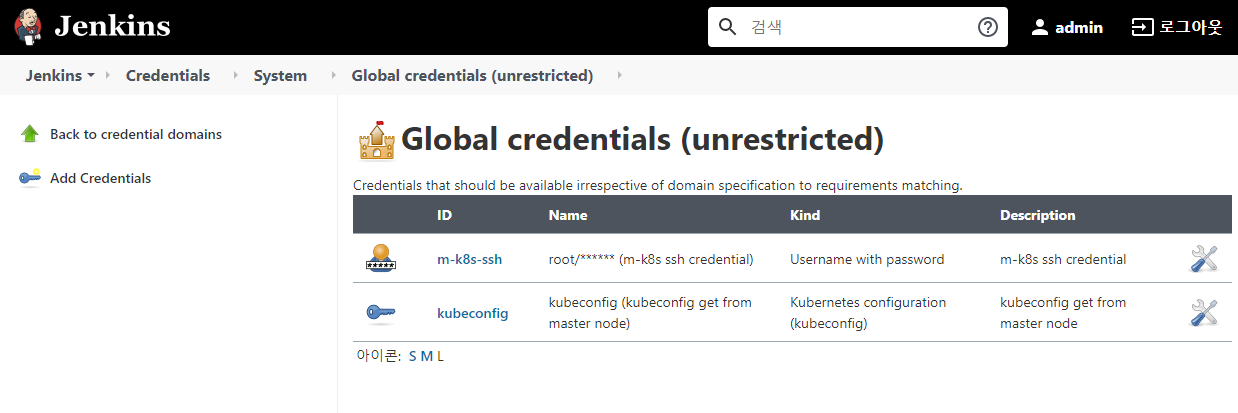 Jenkins
검색
admin
로그아웃
Jenkins Credentials System Global credentials (unrestricted)
Back to credential domains
Add Credentials
Global credentials (unrestricted)
Credentials that should be available irrespective of domain specification to requirements matching.
ID Name Kind Description
m-k8s-ssh root/****** (m-k8s ssh credential) Username with password m-k8s ssh credential
kubeconfig kubeconfig (kubeconfig get from master node) Kubernetes configuration (kubeconfig) kubeconfig get from master node
아이콘: S M L